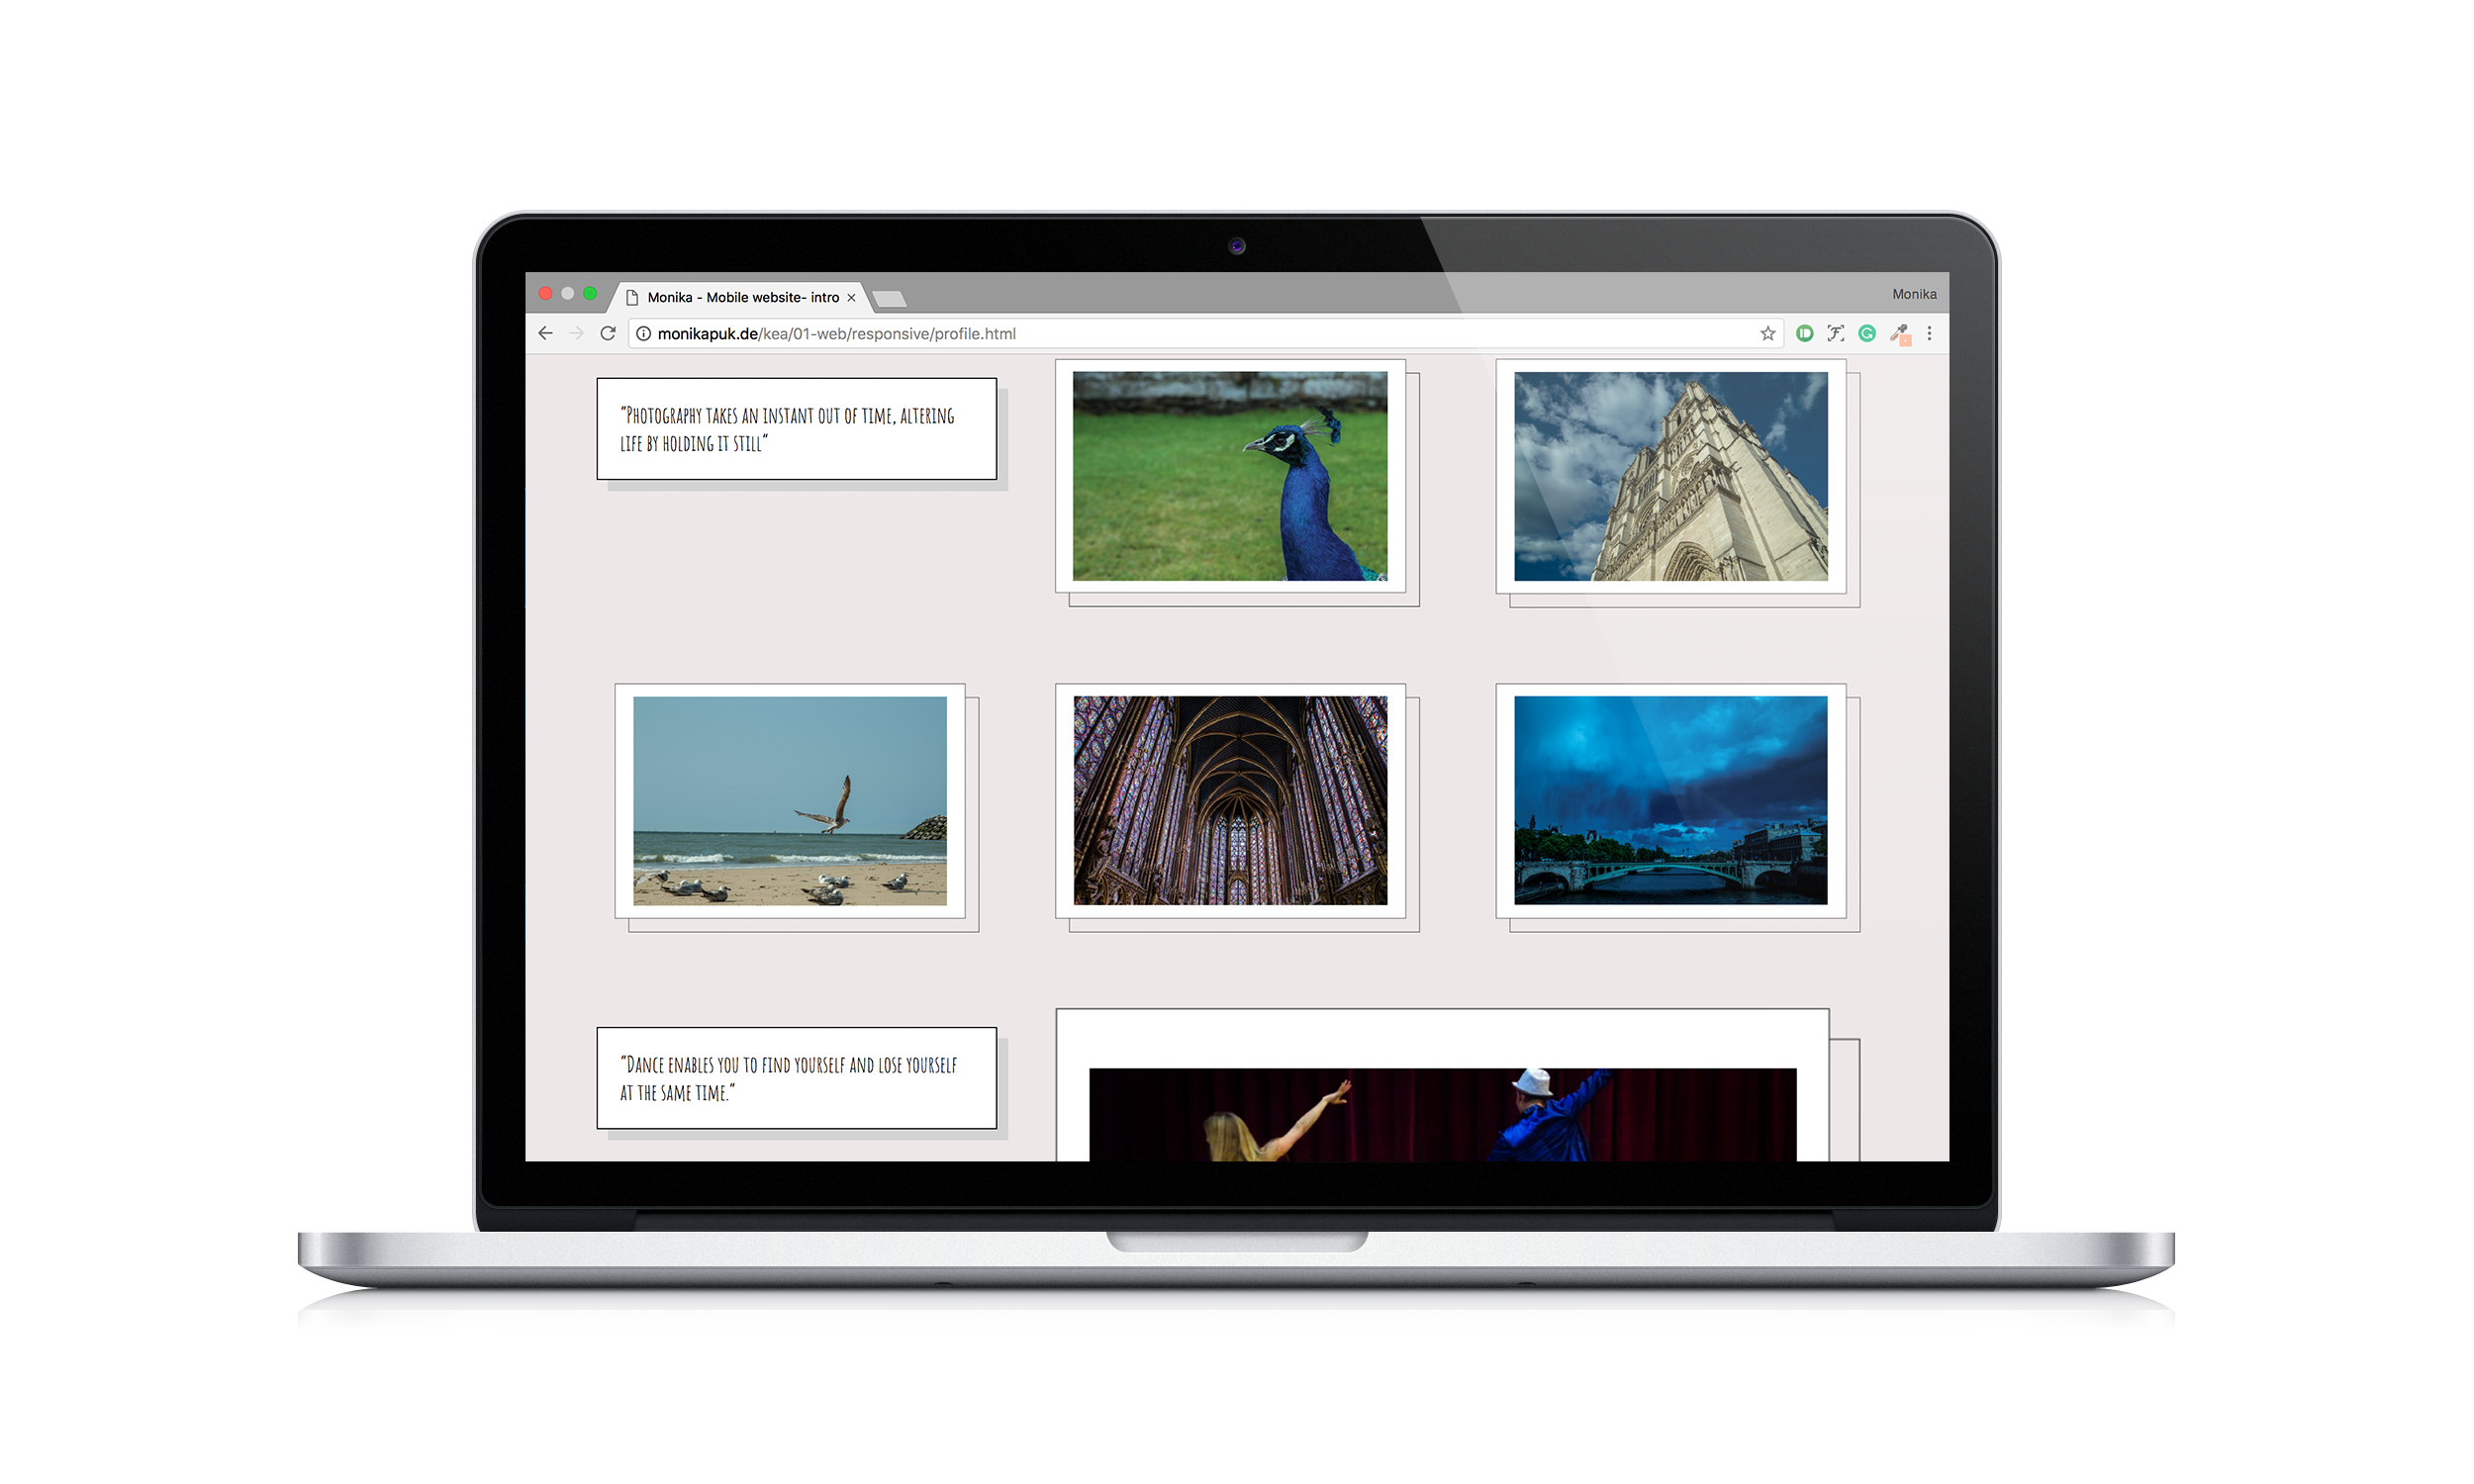 Monika - Mobile website- intro
Monika
monikapuk.de/kea/01-web/responsive/profile.html
“Photography takes an instant out of time, altering
life by holding it still”
“Dance enables you to find yourself and lose yourself
at the same time.”